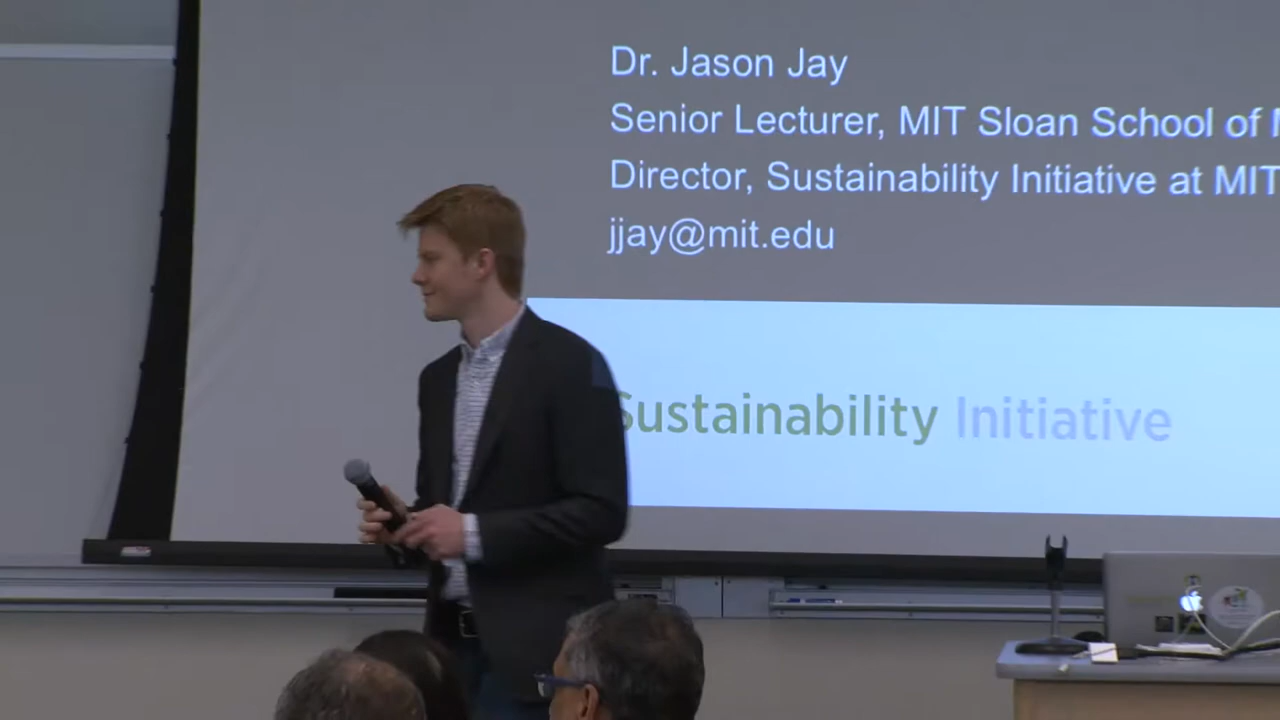 Dr. Jason Jay
Senior Lecturer, MIT Sloan School of
Director, Sustainability Initiative at MIT
jjay@mit.edu
Sustainability Initiative